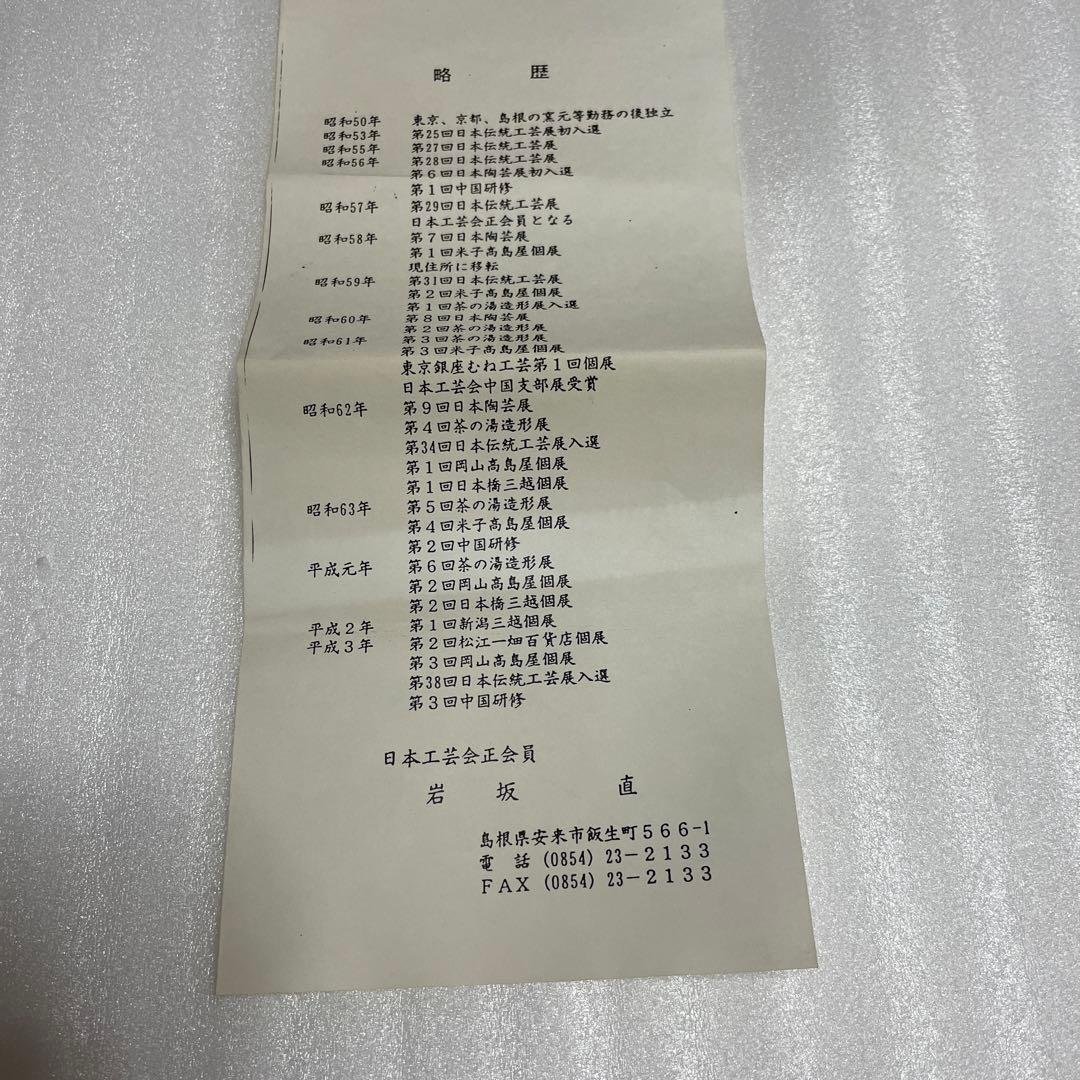 略 歴
昭和50年 東京、京都、島根の窯元等勤務の後独立
昭和53年 第25回日本伝統工芸展初入選
昭和55年 第27回日本伝統工芸展
昭和56年 第28回日本伝統工芸展
第6回日本陶芸展初入選
第1回中国研修
昭和57年 第29回日本伝統工芸展
日本工芸会正会員となる
昭和58年 第7回日本陶芸展
第1回米子高島屋個展
現住所に移転
昭和59年 第31回日本伝統工芸展
第2回米子高島屋個展
第1回茶の湯造形展入選
昭和60年 第8回日本陶芸展
第2回茶の湯造形展
昭和61年 第3回茶の湯造形展
第3回米子高島屋個展
東京銀座むね工芸第1回個展
日本工芸会中国支部展受賞
昭和62年 第9回日本陶芸展
第4回茶の湯造形展
第34回日本伝統工芸展入選
第1回岡山高島屋個展
第1回日本橋三越個展
昭和63年 第5回茶の湯造形展
第4回米子高島屋個展
第2回中国研修
平成元年 第6回茶の湯造形展
第2回岡山高島屋個展
第2回日本橋三越個展
平成2年 第1回新潟三越個展
平成3年 第2回松江一畑百貨店個展
第3回岡山高島屋個展
第38回日本伝統工芸展入選
第3回中国研修
日本工芸会正会員
岩坂 直
島根県安来市飯生町566-1
電 話 (0854) 23-2133
FAX (0854) 23-2133